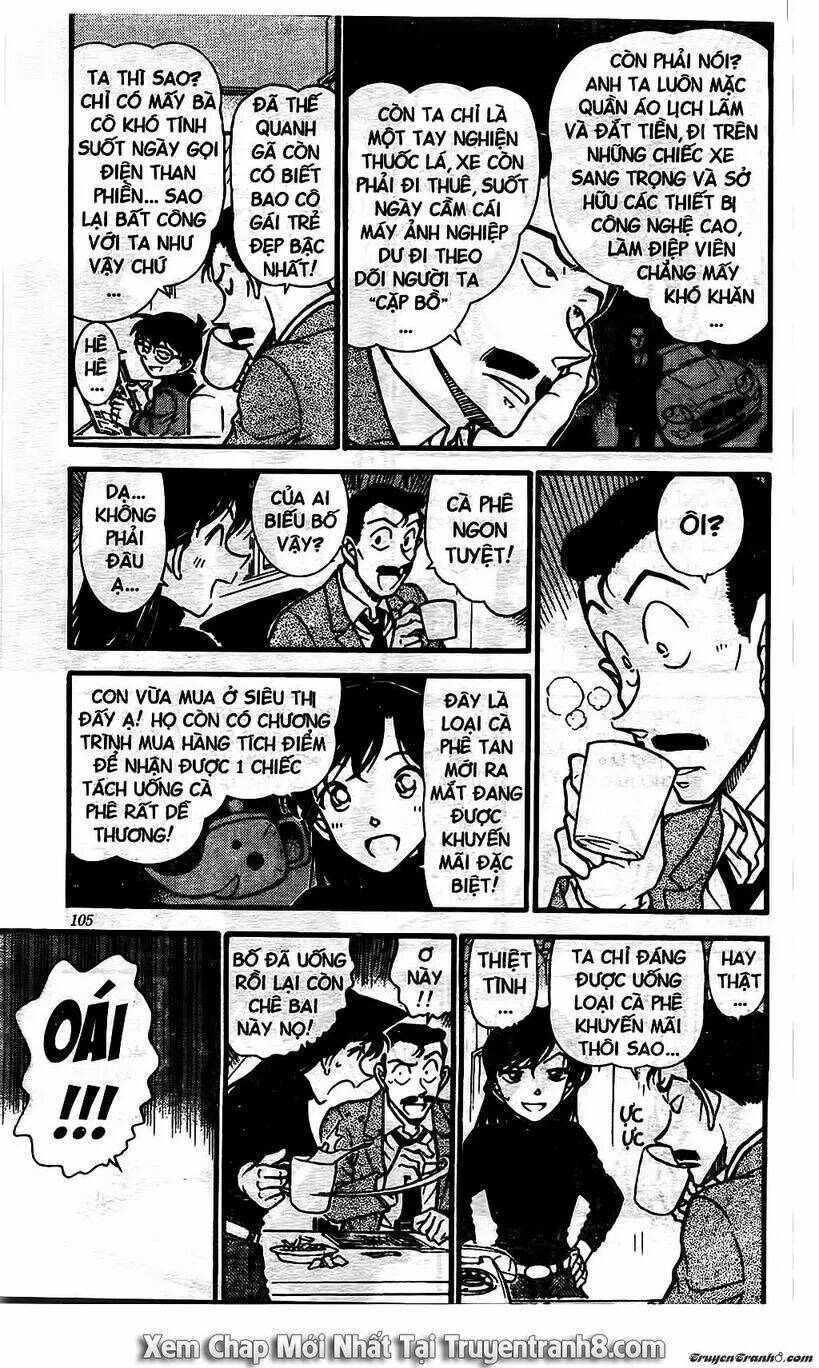 CÒN PHẢI NÓI?
ANH TA LUÔN MẶC
QUẦN ÁO LỊCH LÃM
VÀ ĐẮT TIỀN, ĐI TRÊN
NHỮNG CHIẾC XE
SANG TRỌNG VÀ SỞ
HỮU CÁC THIẾT BỊ
CÔNG NGHỆ CAO,
LÀM ĐIỆP VIÊN
CHẲNG MẤY
KHÓ KHĂN
...
CÒN TA CHỈ LÀ
MỘT TAY NGHIỆN
THUỐC LÁ, XE CÒN
PHẢI ĐI THUÊ, SUỐT
NGÀY CẦM CÁI
MÁY ẢNH NGHIỆP
DƯ ĐI THEO
DÕI NGƯỜI TA
"CẶP BỒ"
...
ĐÃ THẾ
QUANH
GÃ CÒN
CÓ BIẾT
BAO CÔ
GÁI TRẺ
ĐẸP BẬC
NHẤT!
TA THÌ SAO?
CHỈ CÓ MẤY BÀ
CÔ KHÓ TÍNH
SUỐT NGÀY GỌI
ĐIỆN THAN
PHIỀN... SAO
LẠI BẤT CÔNG
VỚI TA NHƯ
VẬY CHỨ
...
HÊ
HÊ
...
ÔI?
CÀ PHÊ
NGON
TUYỆT!
CỦA AI
BIẾU BỐ
VẬY?
DẠ...
KHÔNG
PHẢI
ĐÂU
Ạ...
ĐÂY LÀ
LOẠI CÀ
PHÊ TAN
MỚI RA
MẮT ĐANG
ĐƯỢC
KHUYẾN
MÃI ĐẶC
BIỆT!
CON VỪA MUA Ở SIÊU THỊ
ĐẤY Ạ! HỌ CÒN CÓ CHƯƠNG
TRÌNH MUA HÀNG TÍCH ĐIỂM
ĐỂ NHẬN ĐƯỢC 1 CHIẾC
TÁCH UỐNG CÀ
PHÊ RẤT DỄ
THƯƠNG!
105
HAY
THẬT
...
TA CHỈ ĐÁNG
ĐƯỢC UỐNG
LOẠI CÀ PHÊ
KHUYẾN MÃI
THÔI SAO...
ỰC
ỰC
THIỆT
TÌNH
...
Ơ
NÀY
!!
BỐ ĐÃ UỐNG
RỒI LẠI CÒN
CHÊ BAI
NÀY NỌ!
OÁI
!!!
Xem Chap Mới Nhất Tại Truyentranh8.com
TruyenTranh8.com